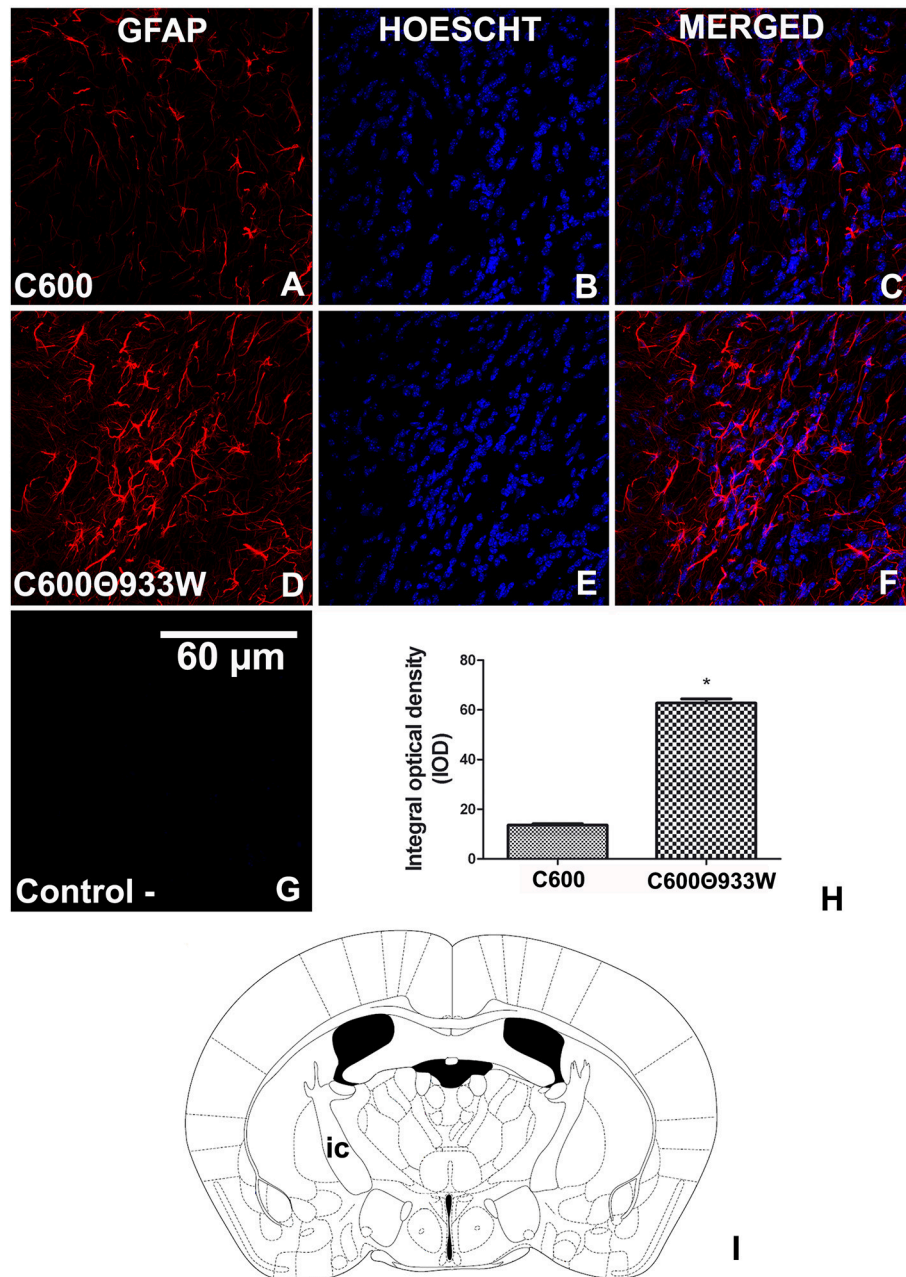 GFAP
HOESCHT
MERGED
C600
A
B
C
C600Θ933W
D
E
F
60 µm
Control -
G
Integral optical density
(IOD)
80
60
40
20
0
*
C600
C600Θ933W
H
ic
I